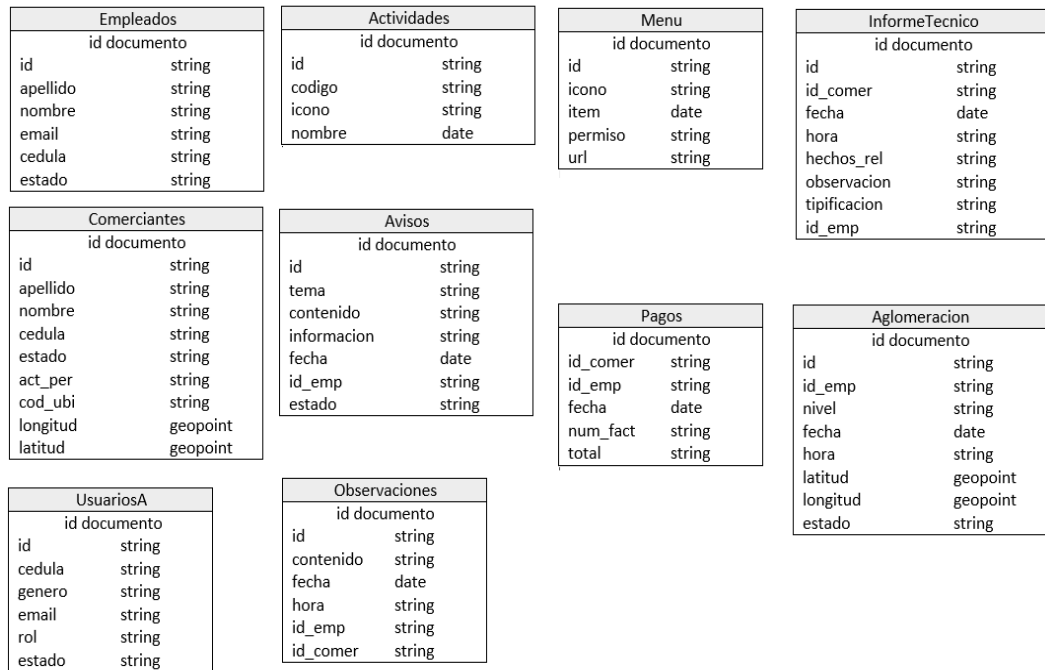 Empleados
id documento
id string
apellido string
nombre string
email string
cedula string
estado string
Actividades
id documento
id string
codigo string
icono string
nombre date
Menu
id documento
id string
icono string
item date
permiso string
url string
InformeTecnico
id documento
id string
id_comer string
fecha date
hora string
hechos_rel string
observacion string
tipificacion string
id_emp string
Comerciantes
id documento
id string
apellido string
nombre string
cedula string
estado string
act_per string
cod_ubi string
longitud geopoint
latitud geopoint
Avisos
id documento
id string
tema string
contenido string
informacion string
fecha date
id_emp string
estado string
Pagos
id documento
id_comer string
id_emp string
fecha date
num_fact string
total string
Aglomeracion
id documento
id string
id_emp string
nivel string
fecha date
hora string
latitud geopoint
longitud geopoint
estado string
UsuariosA
id documento
id string
cedula string
genero string
email string
rol string
estado string
Observaciones
id documento
id string
contenido string
fecha date
hora string
id_emp string
id_comer string